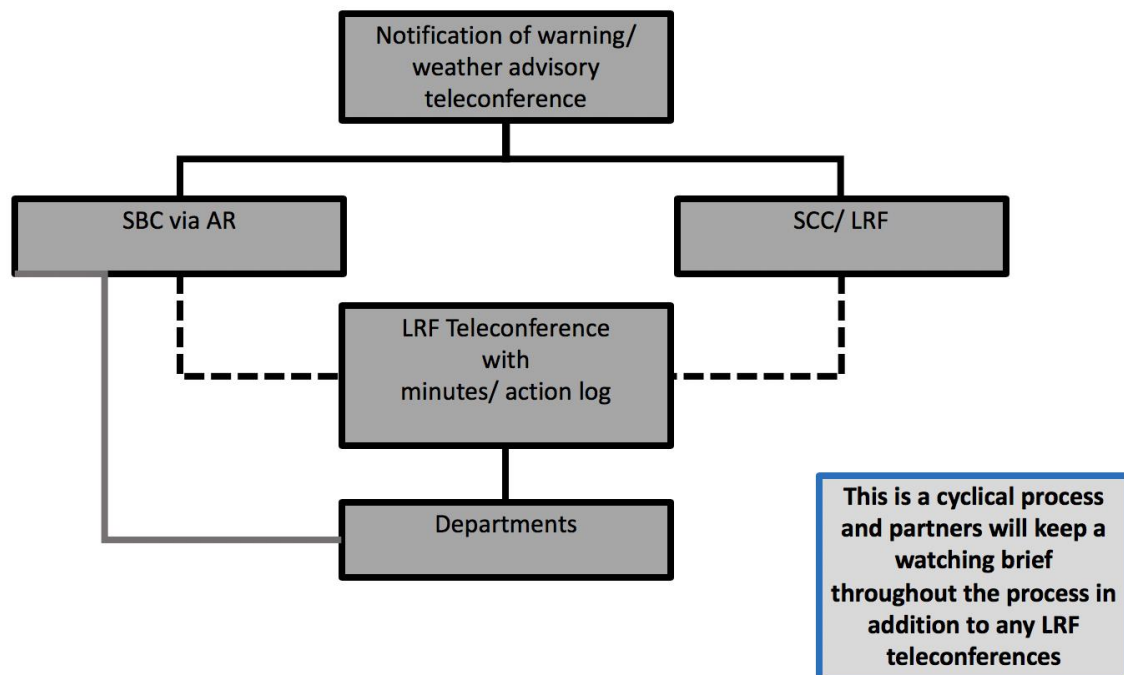 Notification of warning/
weather advisory
teleconference
SBC via AR
SCC/ LRF
LRF Teleconference
with
minutes/ action log
Departments
This is a cyclical process
and partners will keep a
watching brief
throughout the process in
addition to any LRF
teleconferences